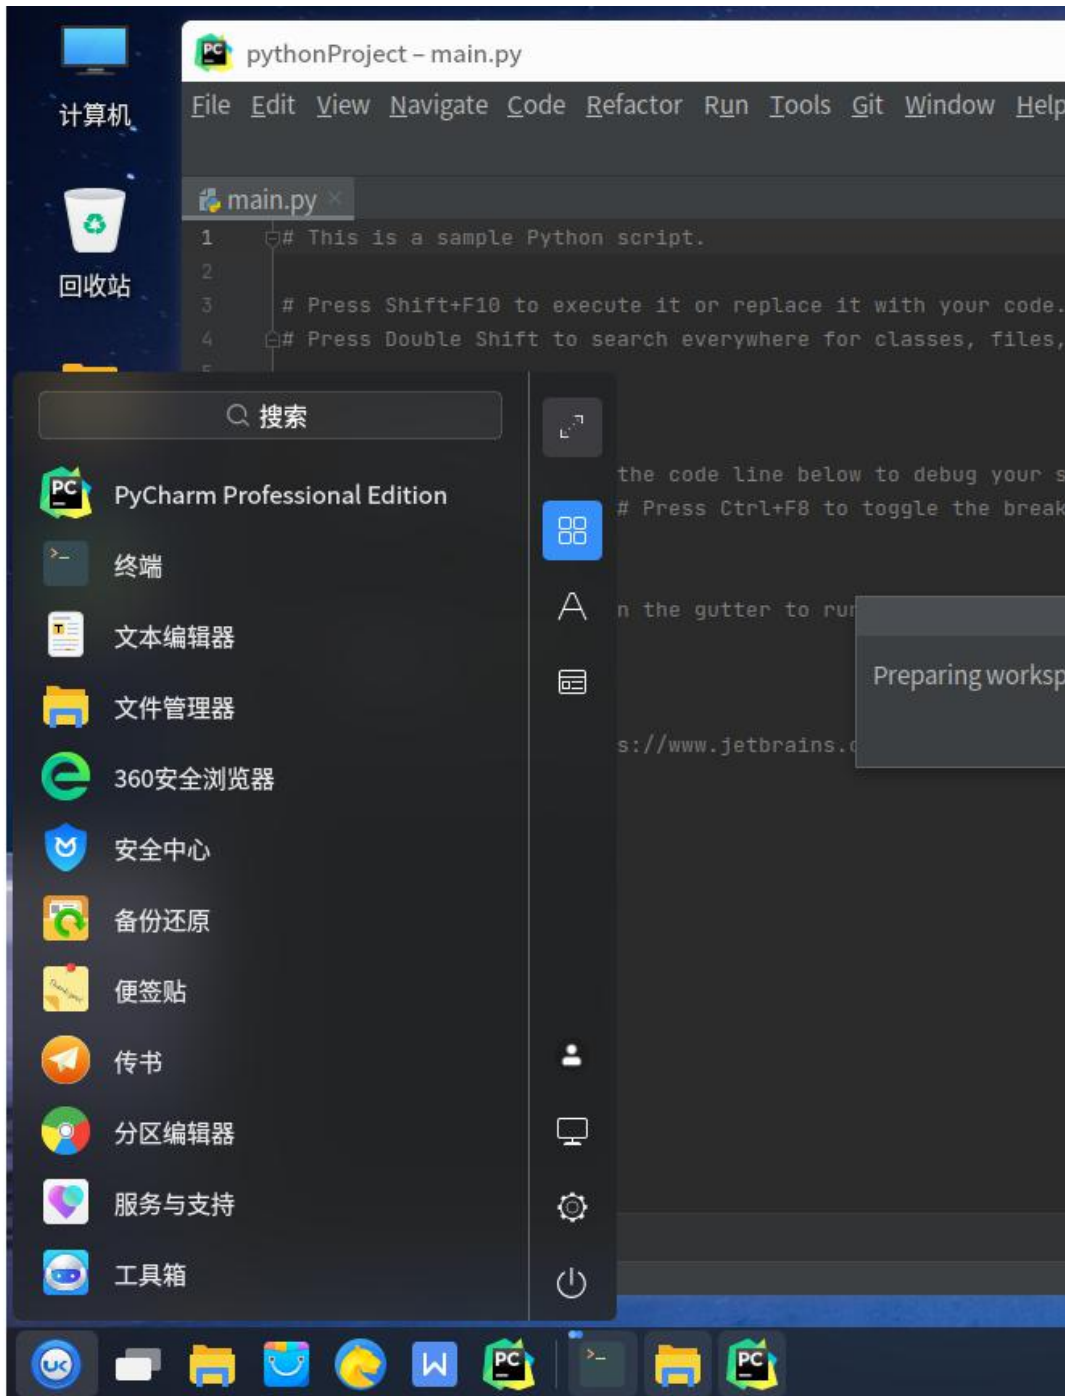 计算机
回收站
pythonProject – main.py
File Edit View Navigate Code Refactor Run Tools Git Window Help
main.py
1 # This is a sample Python script.
2
3 # Press Shift+F10 to execute it or replace it with your code.
4 # Press Double Shift to search everywhere for classes, files,
5
the code line below to debug your s
# Press Ctrl+F8 to toggle the break
n the gutter to run
s://www.jetbrains.c
Preparing worksp
搜索
PyCharm Professional Edition
终端
文本编辑器
文件管理器
360安全浏览器
安全中心
备份还原
便签贴
传书
分区编辑器
服务与支持
工具箱